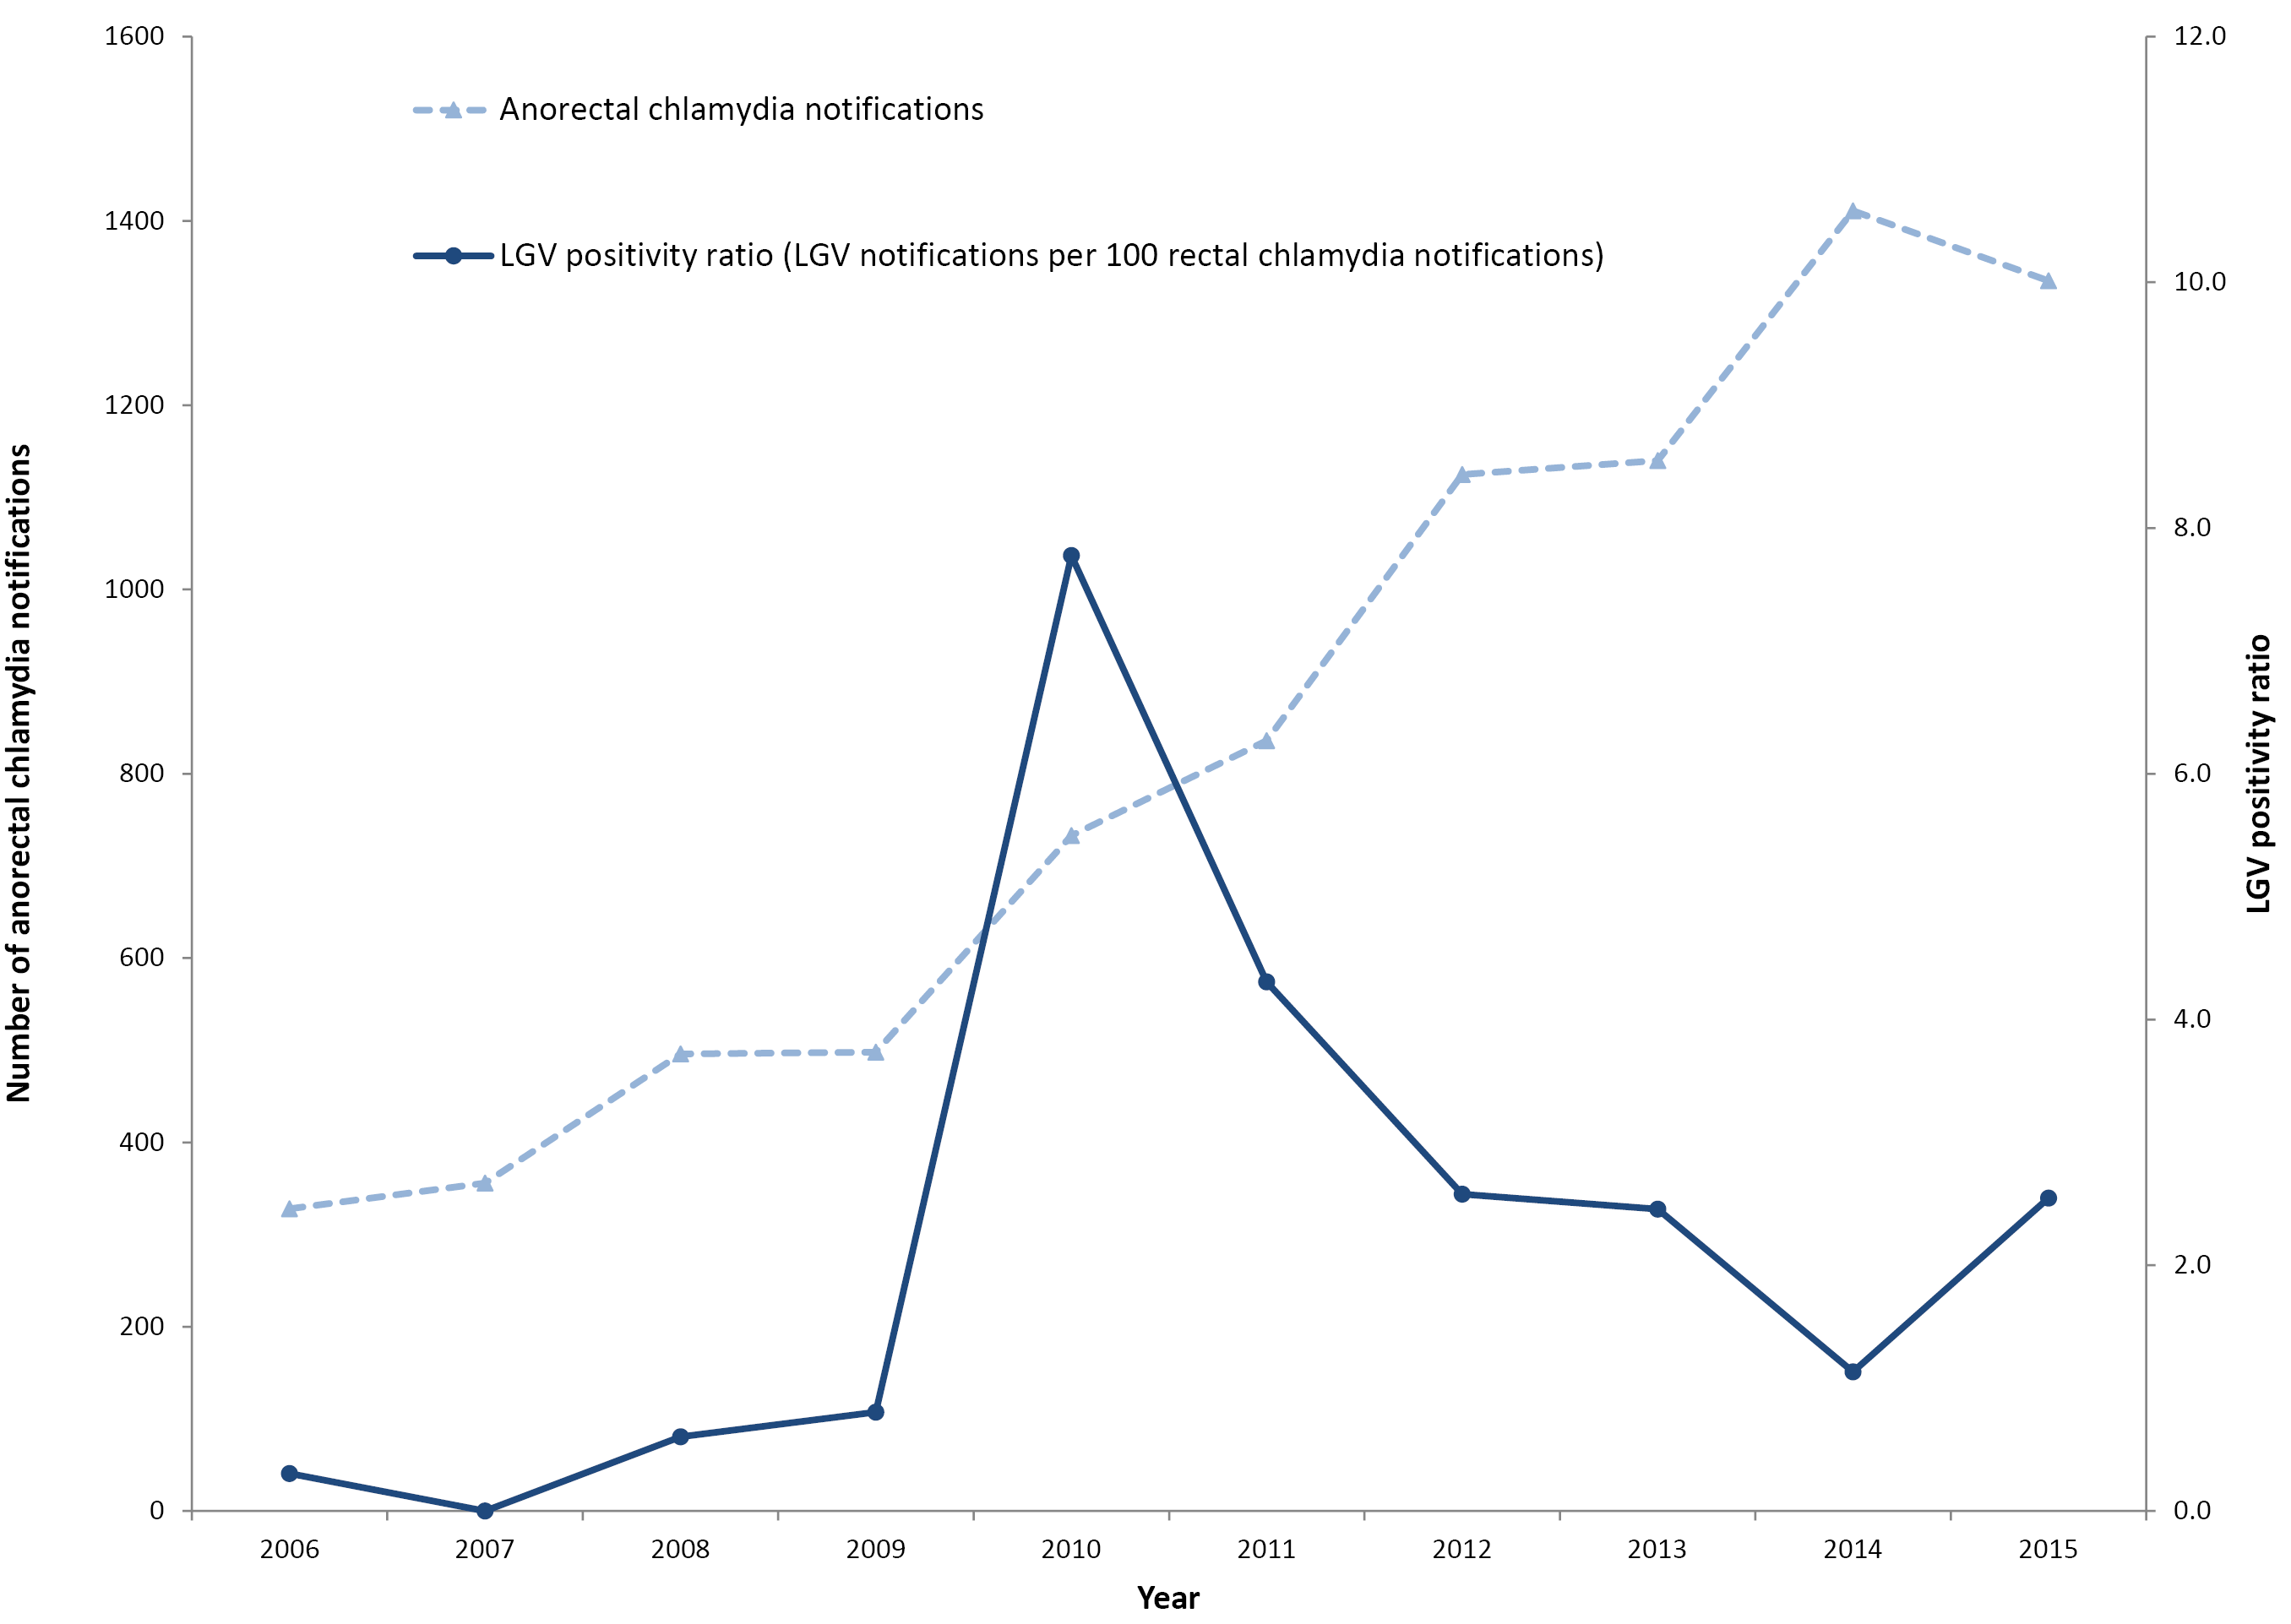 Anorectal chlamydia notifications
LGV positivity ratio (LGV notifications per 100 rectal chlamydia notifications)
Number of anorectal chlamydia notifications
1600
1400
1200
1000
800
600
400
200
0
12.0
10.0
8.0
6.0
4.0
2.0
0.0
LGV positivity ratio
2006 2007 2008 2009 2010 2011 2012 2013 2014 2015
Year